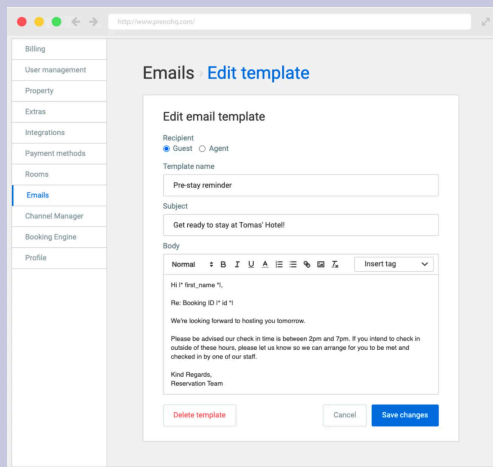 http://www.prenohq.com/
Billing
User management
Property
Extras
Integrations
Payment methods
Rooms
Emails
Channel Manager
Booking Engine
Profile
Emails > Edit template
Edit email template
Recipient
Guest Agent
Template name
Pre-stay reminder
Subject
Get ready to stay at Tomas' Hotel!
Body
Normal B I U A Insert tag
Hi |* first_name *|,
Re: Booking ID |* id *|
We're looking forward to hosting you tomorrow.
Please be advised our check in time is between 2pm and 7pm. If you intend to check in
outside of these hours, please let us know so we can arrange for you to be met and
checked in by one of our staff.
Kind Regards,
Reservation Team
Delete template Cancel Save changes